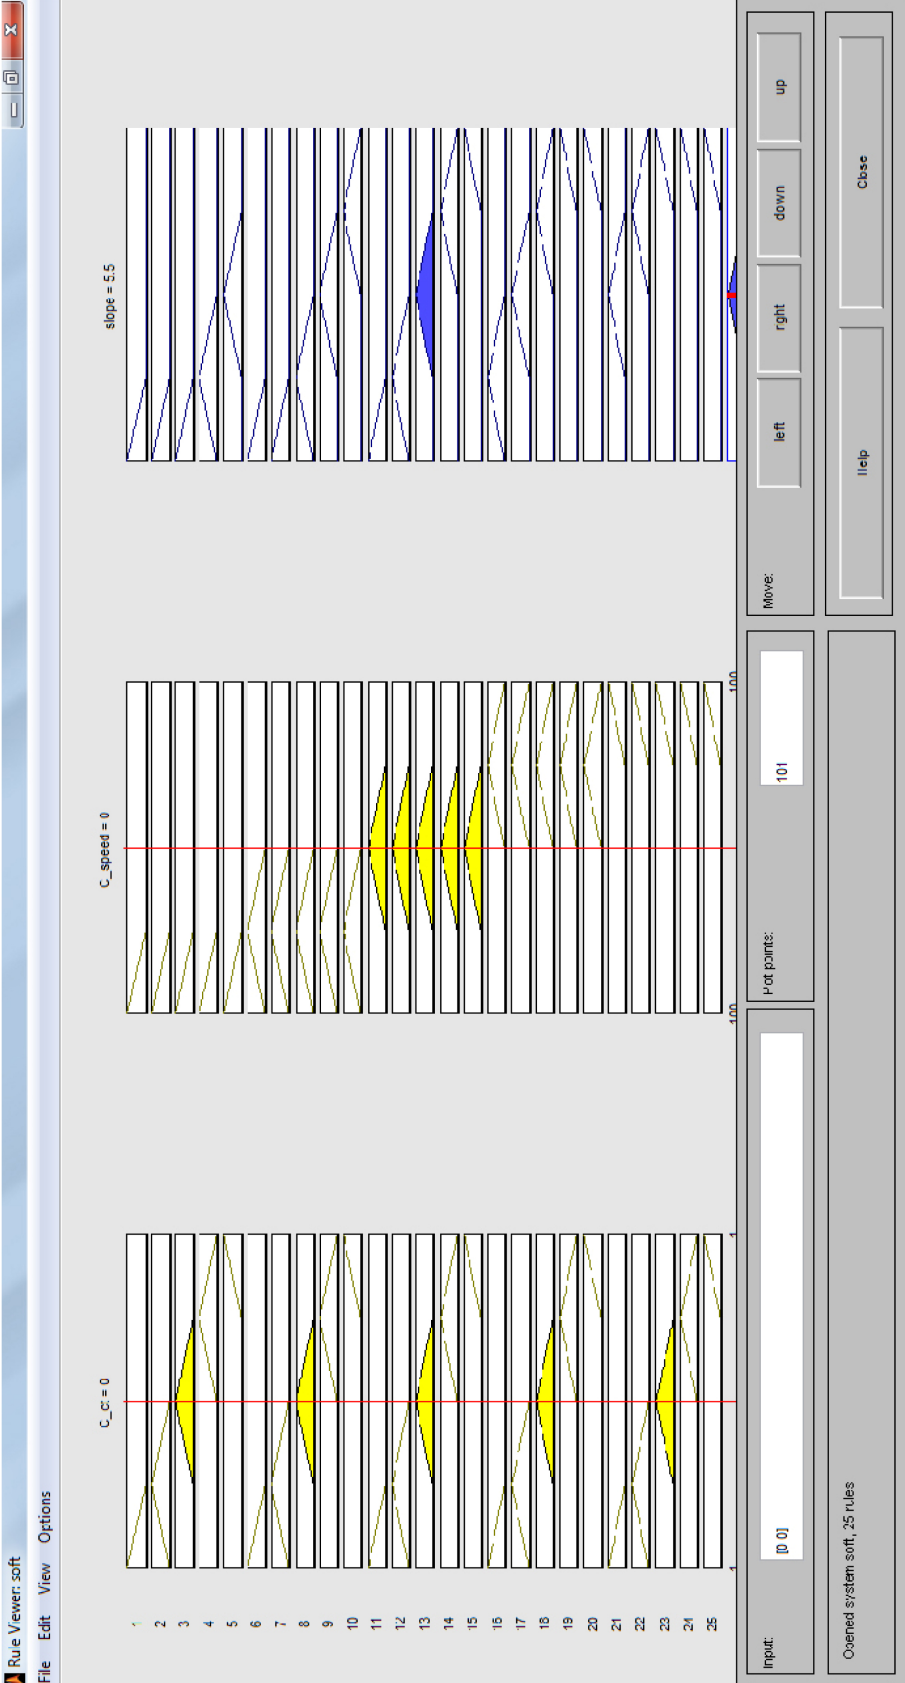 Rule Viewer: soft
File Edit View Options
C_ct = 0
C_speed = 0
slope = 5.5
1
2
3
4
5
6
7
8
9
10
11
12
13
14
15
16
17
18
19
20
21
22
23
24
25
1 1
100 100
Input:
[0 0]
Plot points:
101
Move:
left
right
down
up
Opened system soft, 25 rules
Help
Close